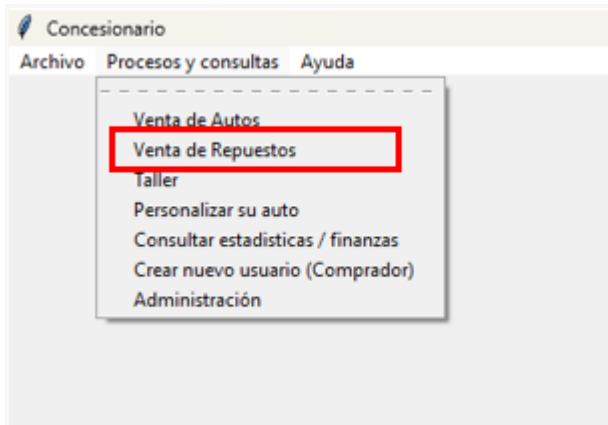 Concesionario
Archivo Procesos y consultas Ayuda
Venta de Autos
Venta de Repuestos
Taller
Personalizar su auto
Consultar estadisticas / finanzas
Crear nuevo usuario (Comprador)
Administración